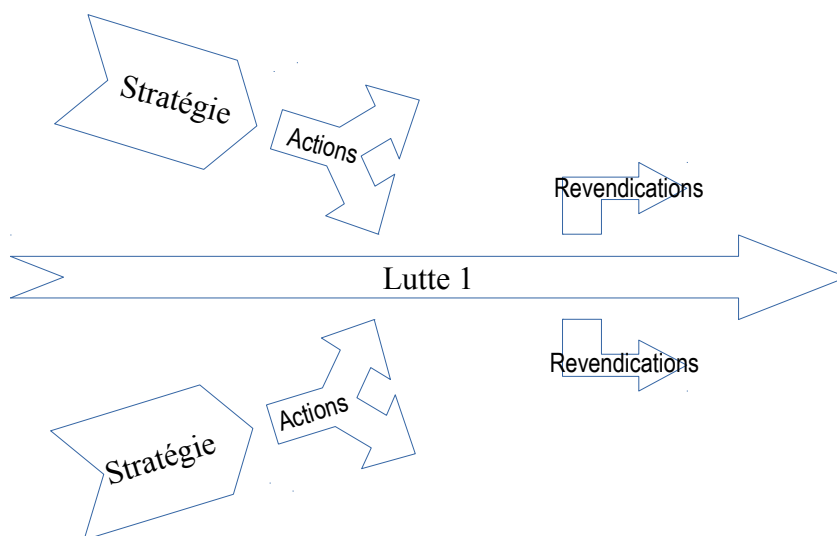 Stratégie
Actions
Revendications
Lutte 1
Revendications
Actions
Stratégie